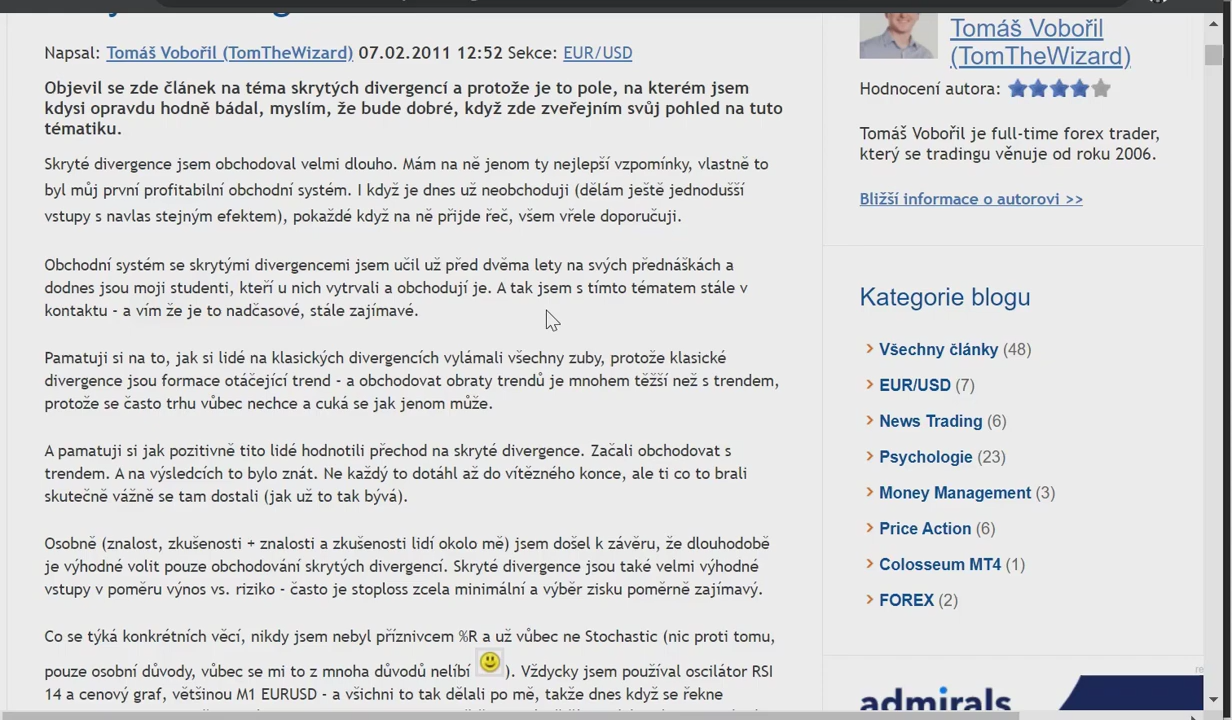 Napsal: Tomáš Vobořil (TomTheWizard) 07.02.2011 12:52 Sekce: EUR/USD
Objevil se zde článek na téma skrytých divergencí a protože je to pole, na kterém jsem
kdysi opravdu hodně bádal, myslím, že bude dobré, když zde zveřejním svůj pohled na tuto
tématiku.
Skryté divergence jsem obchodoval velmi dlouho. Mám na ně jenom ty nejlepší vzpomínky, vlastně to
byl můj první profitabilní obchodní systém. I když je dnes už neobchoduji (dělám ještě jednodušší
vstupy s navlas stejným efektem), pokaždé když na ně přijde řeč, všem vřele doporučuji.
Obchodní systém se skrytými divergencemi jsem učil už před dvěma lety na svých přednáškách a
dodnes jsou moji studenti, kteří u nich vytrvali a obchodují je. A tak jsem s tímto tématem stále v
kontaktu - a vím že je to nadčasové, stále zajímavé.
Pamatuji si na to, jak si lidé na klasických divergencích vylámali všechny zuby, protože klasické
divergence jsou formace otáčející trend - a obchodovat obraty trendů je mnohem těžší než s trendem,
protože se často trhu vůbec nechce a cuká se jak jenom může.
A pamatuji si jak pozitivně tito lidé hodnotili přechod na skryté divergence. Začali obchodovat s
trendem. A na výsledcích to bylo znát. Ne každý to dotáhl až do vítězného konce, ale ti co to brali
skutečně vážně se tam dostali (jak už to tak bývá).
Osobně (znalost, zkušenosti + znalosti a zkušenosti lidí okolo mě) jsem došel k závěru, že dlouhodobě
je výhodné volit pouze obchodování skrytých divergencí. Skryté divergence jsou také velmi výhodné
vstupy v poměru výnos vs. riziko - často je stoploss zcela minimální a výběr zisku poměrně zajímavý.
Co se týká konkrétních věcí, nikdy jsem nebyl příznivcem %R a už vůbec ne Stochastic (nic proti tomu,
pouze osobní důvody, vůbec se mi to z mnoha důvodů nelíbí ). Vždycky jsem používal oscilátor RSI
14 a cenový graf, většinou M1 EURUSD - a všichni to tak dělali po mě, takže dnes když se řekne
Tomáš Vobořil
(TomTheWizard)
Hodnocení autora:
Tomáš Vobořil je full-time forex trader,
který se tradingu věnuje od roku 2006.
Bližší informace o autorovi >>
Kategorie blogu
Všechny články (48)
EUR/USD (7)
News Trading (6)
Psychologie (23)
Money Management (3)
Price Action (6)
Colosseum MT4 (1)
FOREX (2)
re
admirals